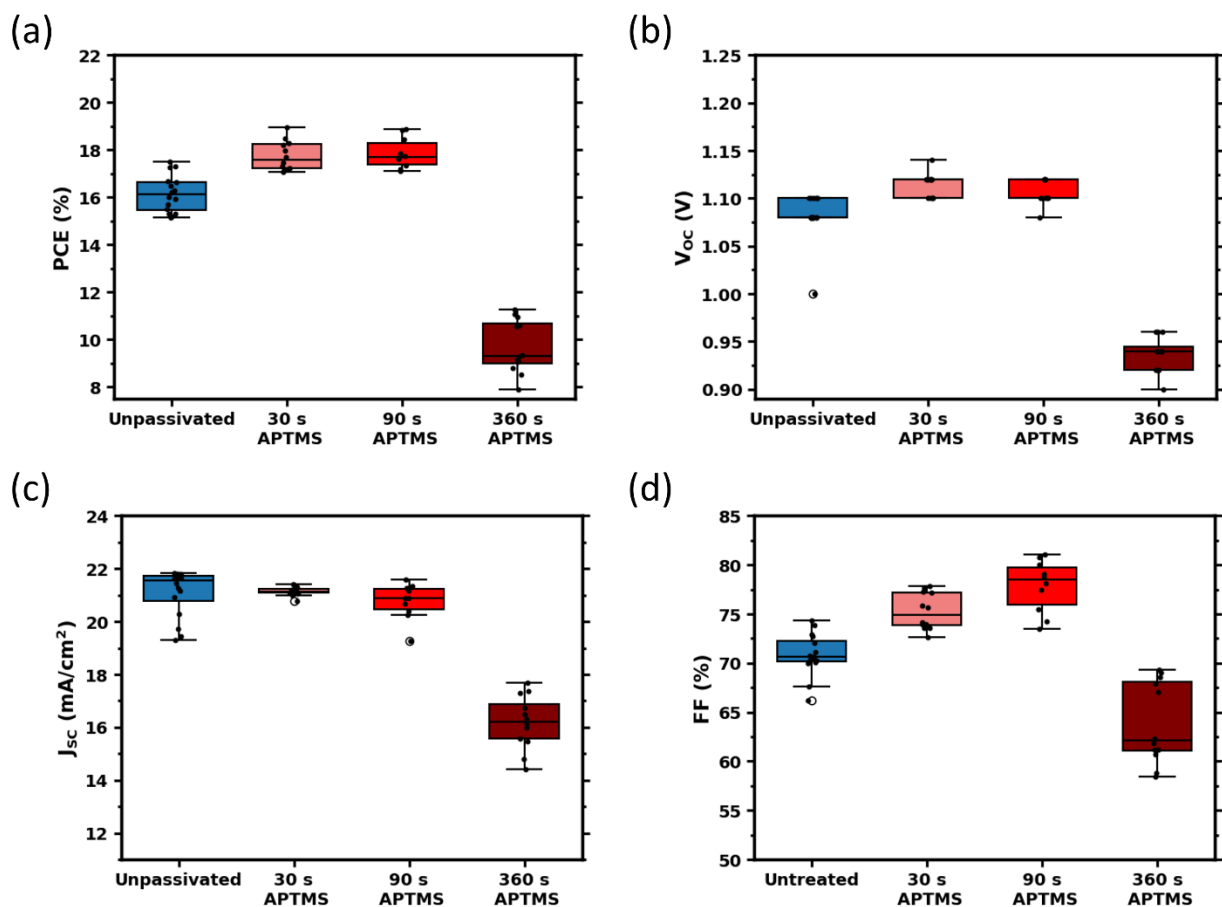 (a)
PCE (%)
22
20
18
16
14
12
10
8
Unpassivated
30 s
APTMS
90 s
APTMS
360 s
APTMS
(b)
V_OC (V)
1.25
1.20
1.15
1.10
1.05
1.00
0.95
0.90
Unpassivated
30 s
APTMS
90 s
APTMS
360 s
APTMS
(c)
J_SC (mA/cm²)
24
22
20
18
16
14
12
Unpassivated
30 s
APTMS
90 s
APTMS
360 s
APTMS
(d)
FF (%)
85
80
75
70
65
60
55
50
Untreated
30 s
APTMS
90 s
APTMS
360 s
APTMS